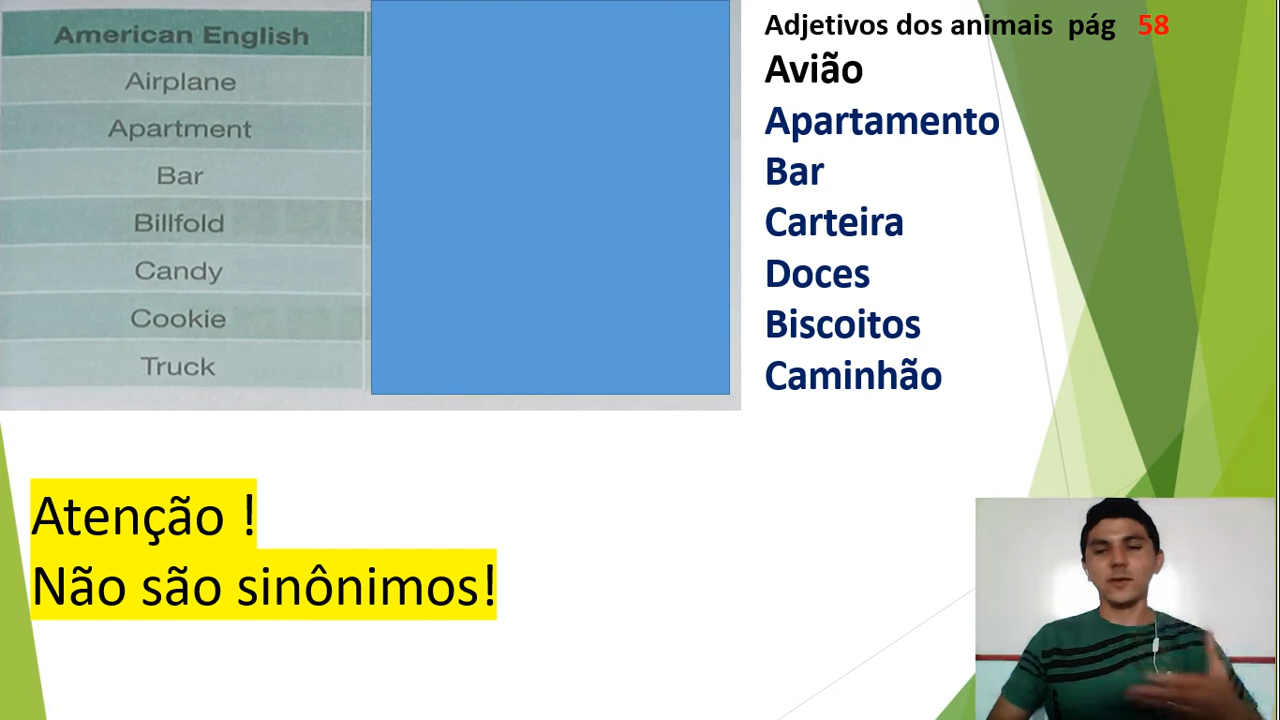 American English
Airplane
Apartment
Bar
Billfold
Candy
Cookie
Truck
Adjetivos dos animais pág 58
Avião
Apartamento
Bar
Carteira
Doces
Biscoitos
Caminhão
Atenção !
Não são sinônimos!